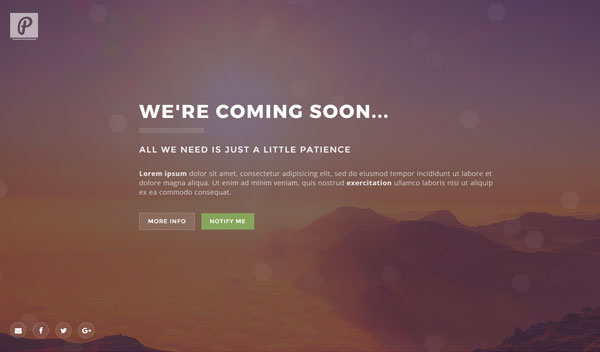 P
WE'RE COMING SOON...
ALL WE NEED IS JUST A LITTLE PATIENCE
Lorem ipsum dolor sit amet, consectetur adipisicing elit, sed do eiusmod tempor incididunt ut labore et
dolore magna aliqua. Ut enim ad minim veniam, quis nostrud exercitation ullamco laboris nisi ut aliquip
ex ea commodo consequat.
MORE INFO NOTIFY ME
f G+